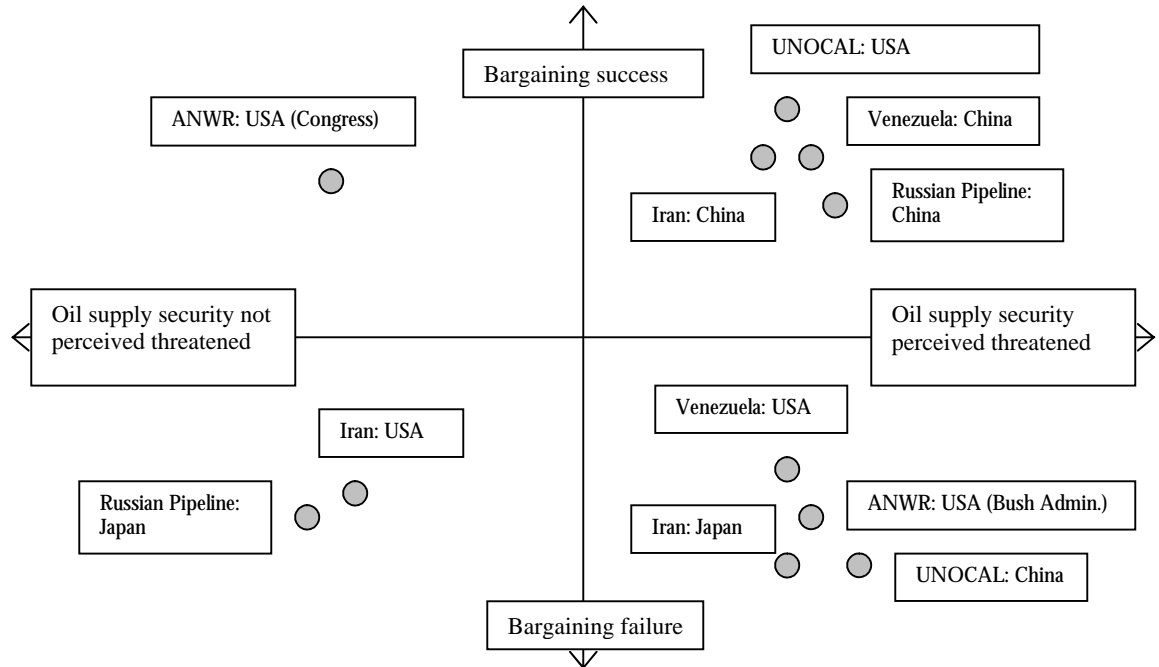 UNOCAL: USA
Bargaining success
ANWR: USA (Congress)
Venezuela: China
Iran: China
Russian Pipeline:
China
Oil supply security not
perceived threatened
Oil supply security
perceived threatened
Venezuela: USA
Iran: USA
Russian Pipeline:
Japan
ANWR: USA (Bush Admin.)
Iran: Japan
UNOCAL: China
Bargaining failure